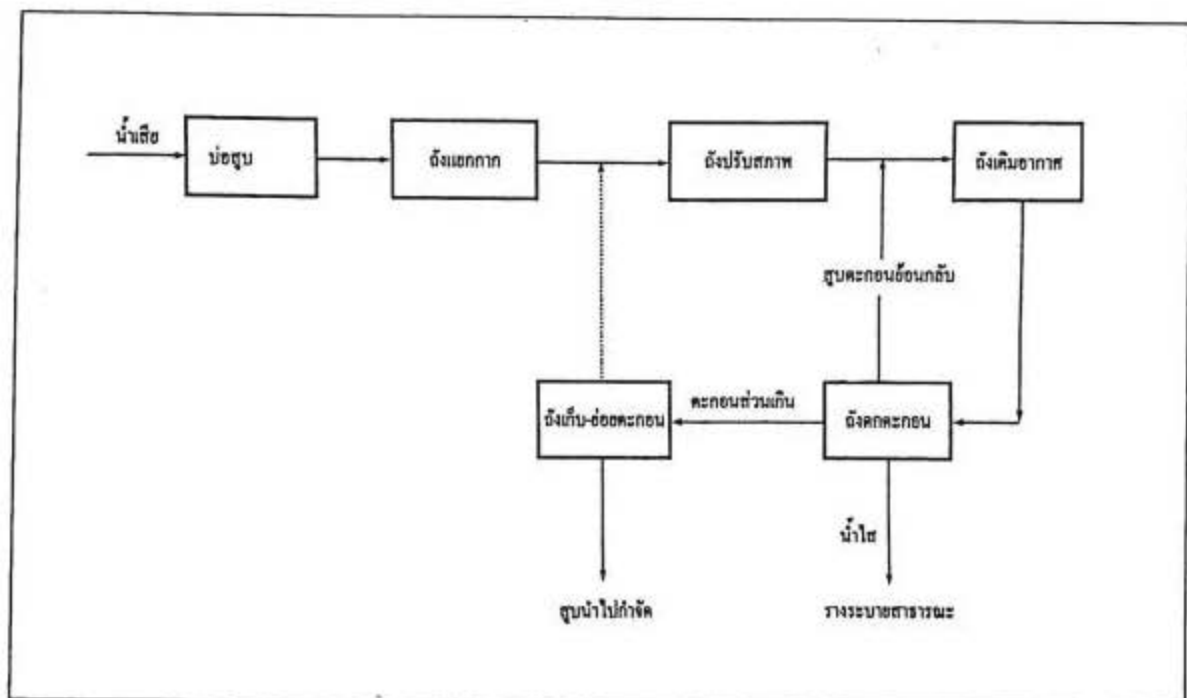 น้ำเสีย
บ่อสูบ
ถังแยกกาก
ถังปรับสภาพ
ถังเติมอากาศ
สูบตะกอนย้อนกลับ
ถังเก็บ-ย่อยตะกอน
ตะกอนส่วนเกิน
ถังตกตะกอน
น้ำใส
สูบนำไปกำจัด
รางระบายสาธารณะ